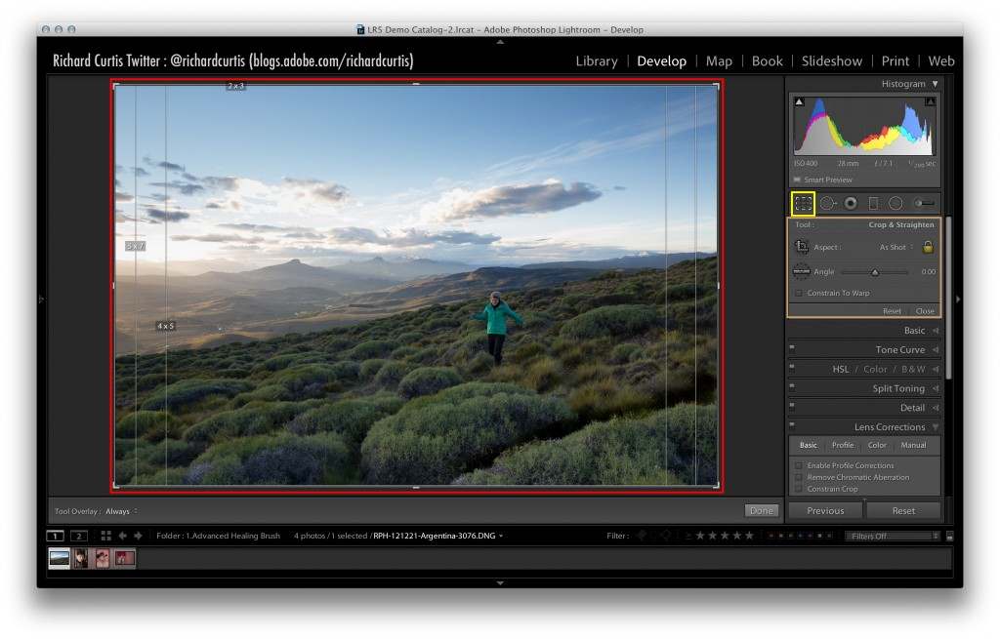 LR5 Demo Catalog-2.lrcat - Adobe Photoshop Lightroom - Develop
Richard Curtis Twitter : @richardcurtis (blogs.adobe.com/richardcurtis)
Library | Develop | Map | Book | Slideshow | Print | Web
Histogram
2 x 3
ISO 400 28 mm ƒ / 7.1 1/200 sec
Smart Preview
Tool : Crop & Straighten
5 x 7
Aspect : As Shot
Angle 0.00
Constrain To Warp
Reset Close
4 x 5
Basic
Tone Curve
HSL / Color / B & W
Split Toning
Detail
Lens Corrections
Basic Profile Color Manual
Enable Profile Corrections
Remove Chromatic Aberration
Constrain Crop
Tool Overlay : Always Done Previous Reset
1 2 Folder : 1.Advanced Healing Brush 4 photos / 1 selected / RPH-121221-Argentina-3076.DNG Filter : Filters Off